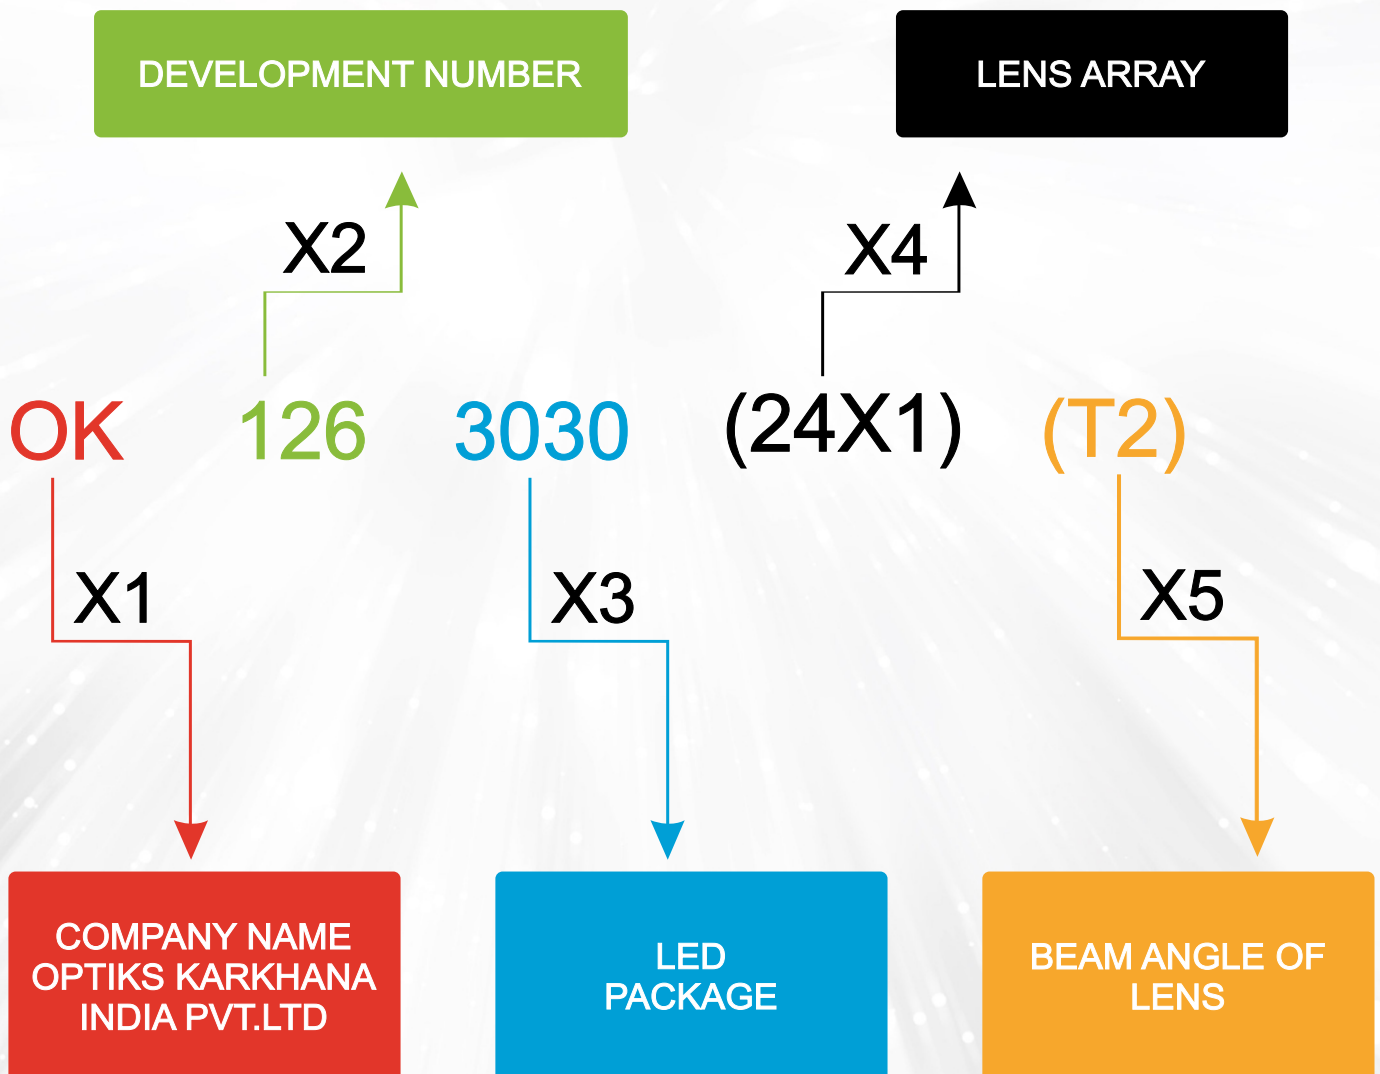 DEVELOPMENT NUMBER
LENS ARRAY
X2
X4
OK 126 3030 (24X1) (T2)
X1
X3
X5
COMPANY NAME
OPTIKS KARKHANA
INDIA PVT.LTD
LED
PACKAGE
BEAM ANGLE OF
LENS